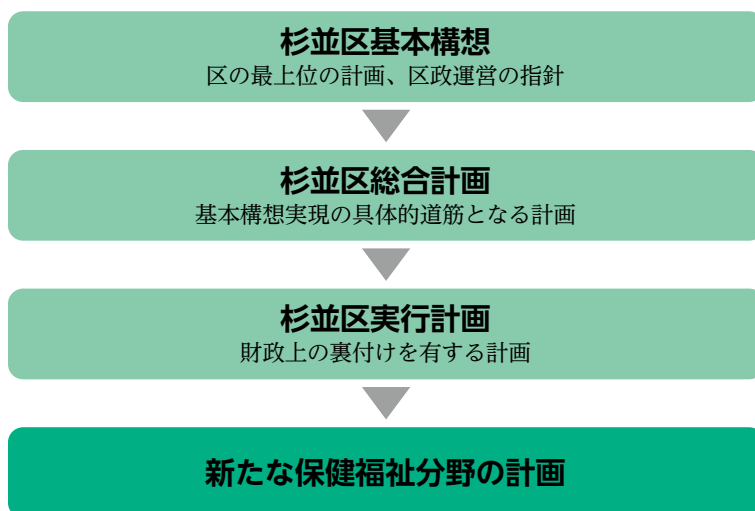 杉並区基本構想
区の最上位の計画、区政運営の指針
杉並区総合計画
基本構想実現の具体的道筋となる計画
杉並区実行計画
財政上の裏付けを有する計画
新たな保健福祉分野の計画